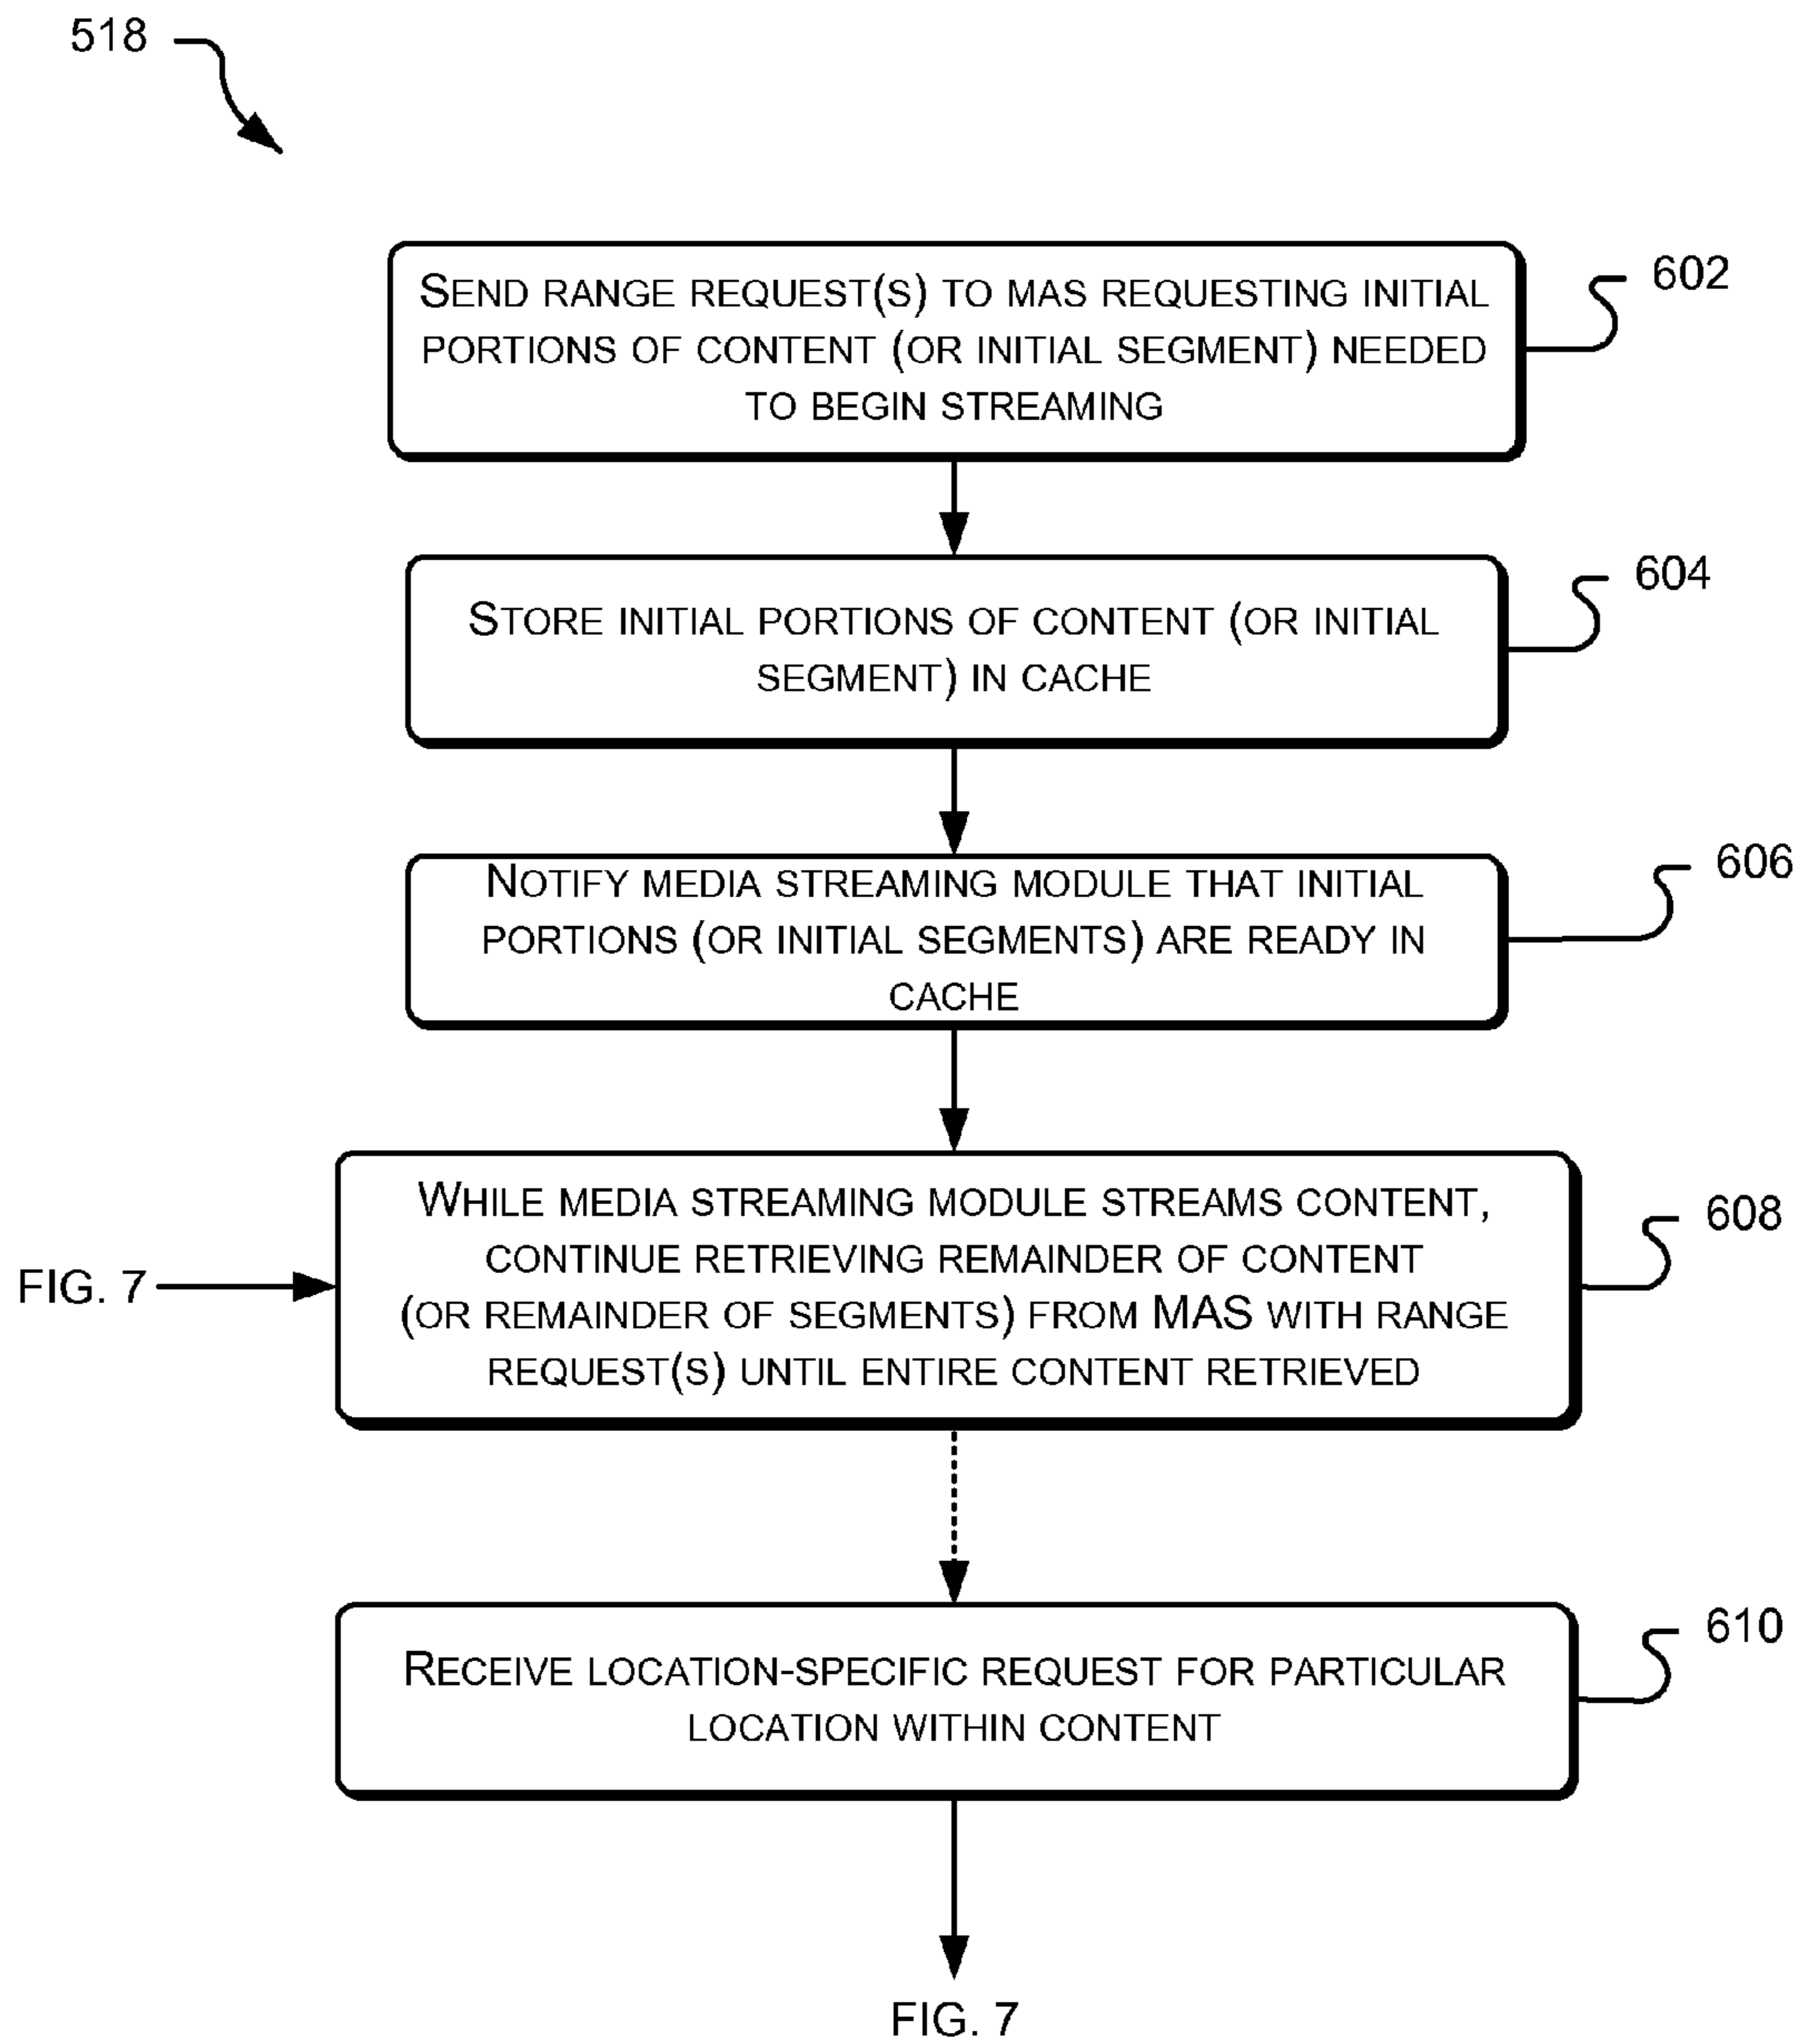 518
SEND RANGE REQUEST(S) TO MAS REQUESTING INITIAL
PORTIONS OF CONTENT (OR INITIAL SEGMENT) NEEDED
TO BEGIN STREAMING
602
STORE INITIAL PORTIONS OF CONTENT (OR INITIAL
SEGMENT) IN CACHE
604
NOTIFY MEDIA STREAMING MODULE THAT INITIAL
PORTIONS (OR INITIAL SEGMENTS) ARE READY IN
CACHE
606
WHILE MEDIA STREAMING MODULE STREAMS CONTENT,
CONTINUE RETRIEVING REMAINDER OF CONTENT
(OR REMAINDER OF SEGMENTS) FROM MAS WITH RANGE
REQUEST(S) UNTIL ENTIRE CONTENT RETRIEVED
608
FIG. 7
RECEIVE LOCATION-SPECIFIC REQUEST FOR PARTICULAR
LOCATION WITHIN CONTENT
610
FIG. 7